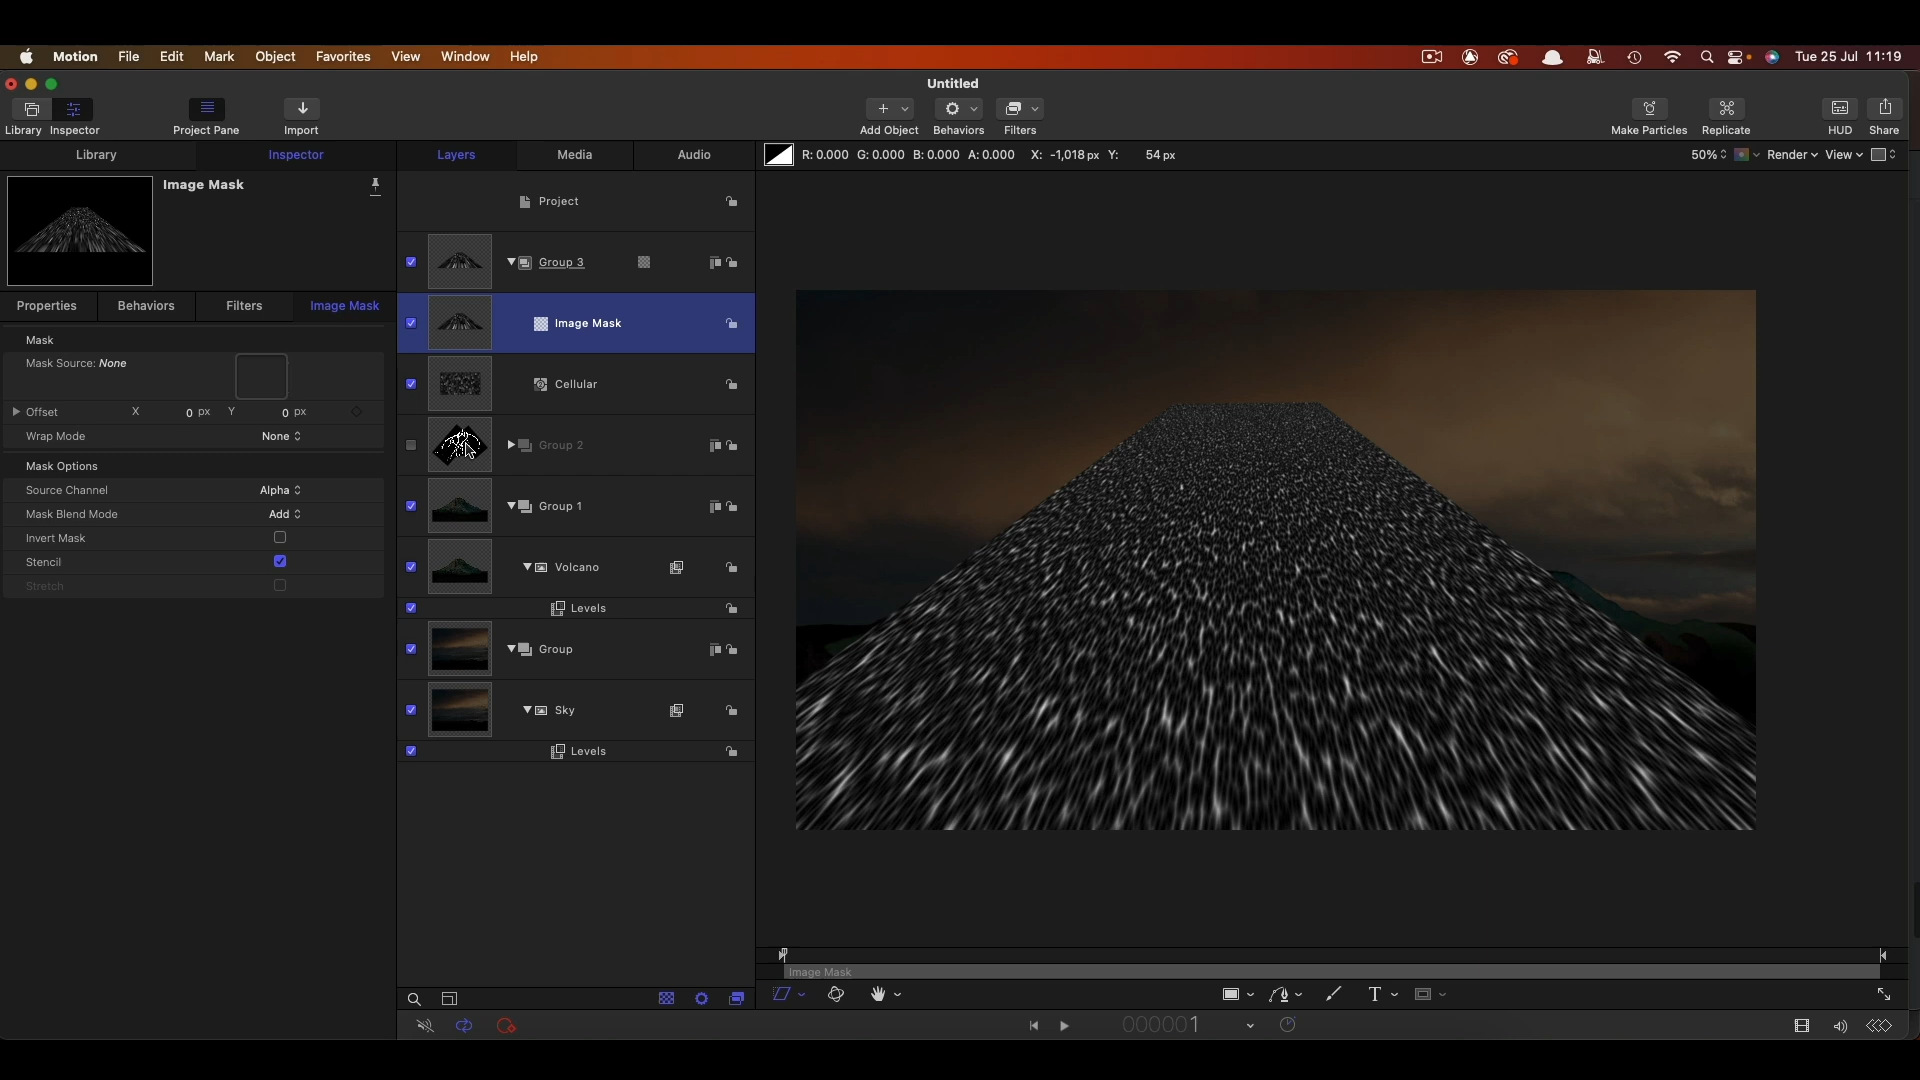 Motion File Edit Mark Object Favorites View Window Help Tue 25 Jul 11:19
Untitled
Library Inspector Project Pane Import Add Object Behaviors Filters Make Particles Replicate HUD Share
Library Inspector Layers Media Audio R: 0.000 G: 0.000 B: 0.000 A: 0.000 X: -1,018 px Y: 54 px 50% Render View
Image Mask
Project
Group 3
Properties Behaviors Filters Image Mask
Image Mask
Mask
Mask Source: None
Cellular
Offset X 0 px Y 0 px
Wrap Mode None
Group 2
Mask Options
Source Channel Alpha
Group 1
Mask Blend Mode Add
Invert Mask
Stencil
Volcano
Stretch
Levels
Group
Sky
Levels
Image Mask
T
000001